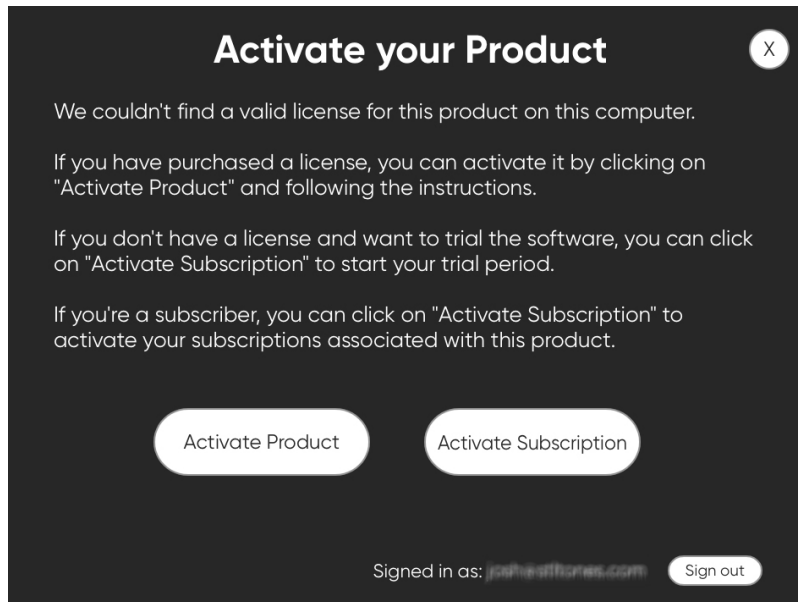 Activate your Product
X
We couldn't find a valid license for this product on this computer.
If you have purchased a license, you can activate it by clicking on
"Activate Product" and following the instructions.
If you don't have a license and want to trial the software, you can click
on "Activate Subscription" to start your trial period.
If you're a subscriber, you can click on "Activate Subscription" to
activate your subscriptions associated with this product.
Activate Product
Activate Subscription
Signed in as:
Sign out